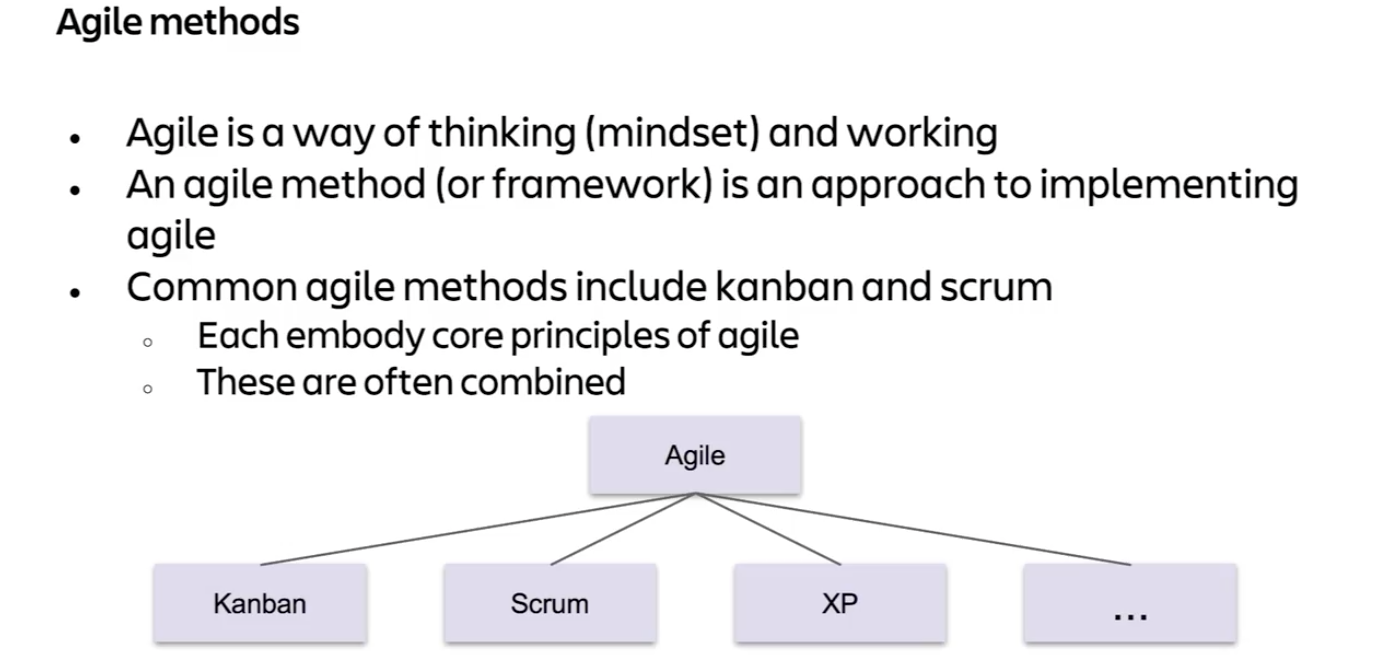 Agile methods
• Agile is a way of thinking (mindset) and working
• An agile method (or framework) is an approach to implementing
agile
• Common agile methods include kanban and scrum
○ Each embody core principles of agile
○ These are often combined
Agile
Kanban
Scrum
XP
...